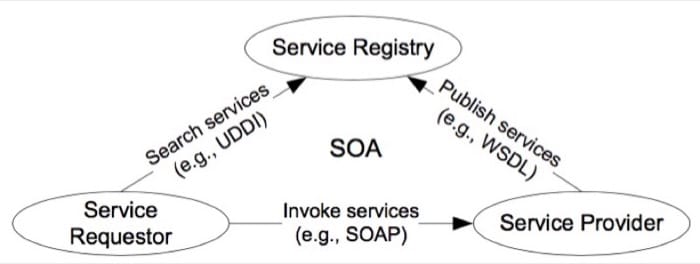 Service Registry
Search services
(e.g., UDDI)
Publish services
(e.g., WSDL)
SOA
Service
Requestor
Invoke services
(e.g., SOAP)
Service Provider